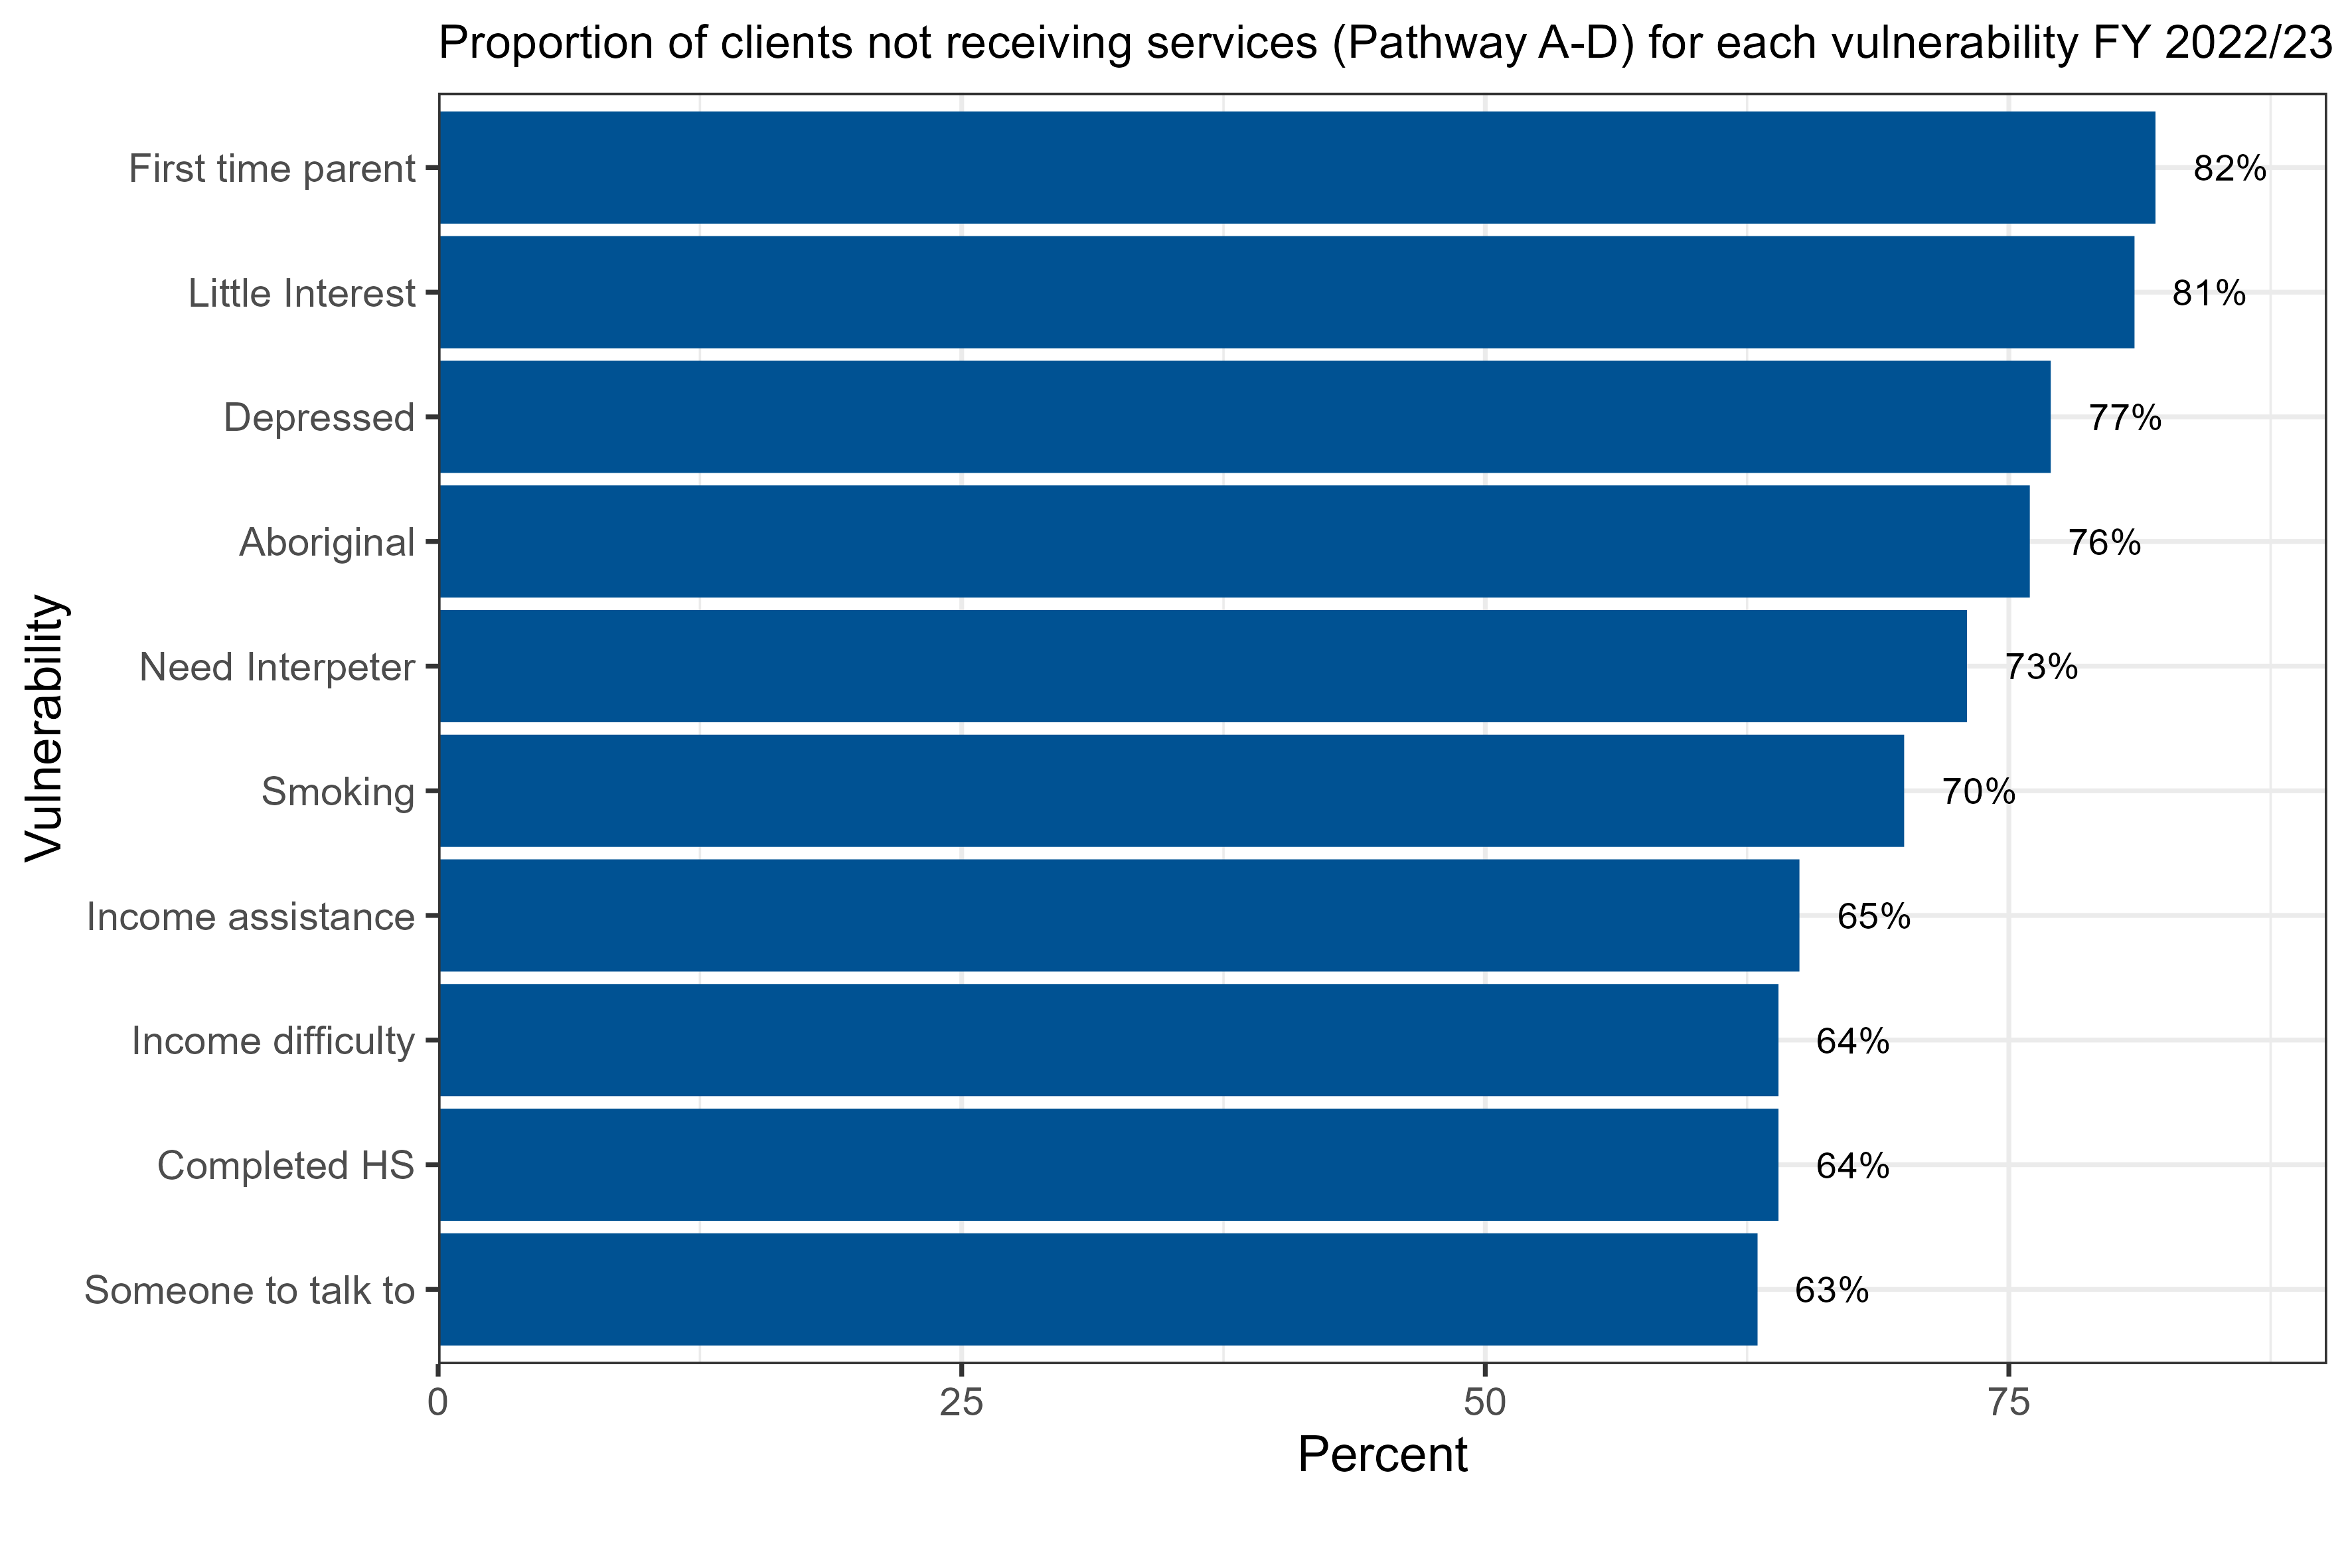 Proportion of clients not receiving services (Pathway A-D) for each vulnerability FY 2022/23
Vulnerability
First time parent 82%
Little Interest 81%
Depressed 77%
Aboriginal 76%
Need Interpeter 73%
Smoking 70%
Income assistance 65%
Income difficulty 64%
Completed HS 64%
Someone to talk to 63%
0 25 50 75
Percent